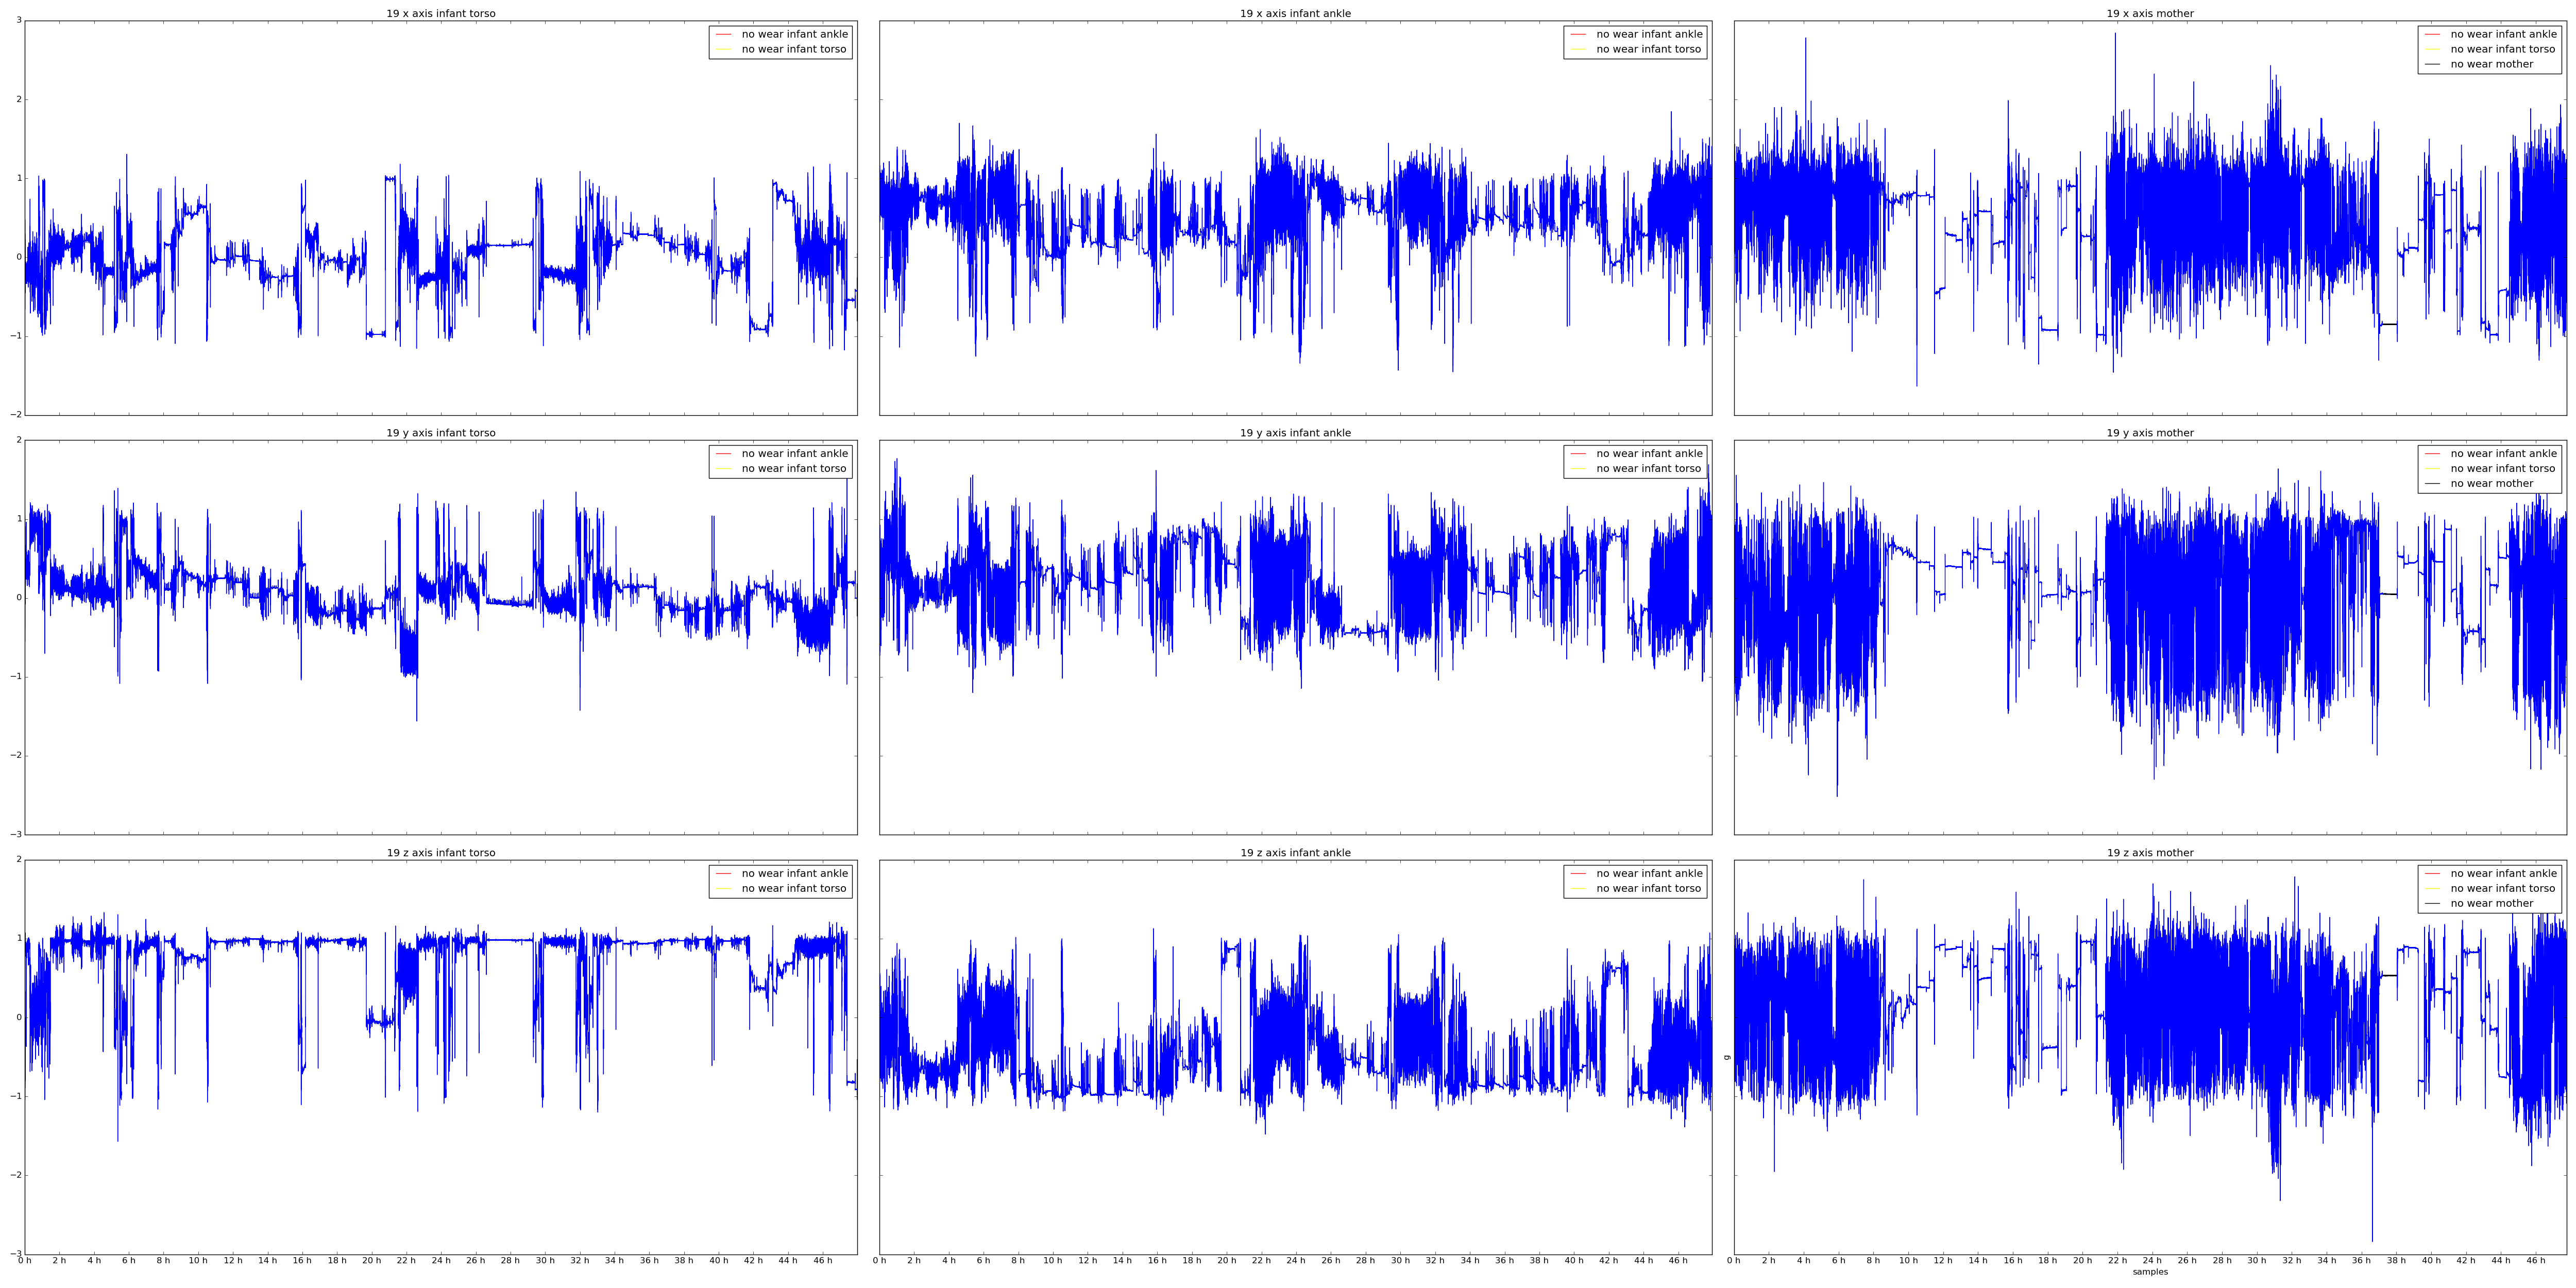 19 x axis infant torso
19 x axis infant ankle
19 x axis mother
no wear infant ankle
no wear infant torso
no wear infant ankle
no wear infant torso
no wear infant ankle
no wear infant torso
no wear mother
3
2
1
0
−1
−2
19 y axis infant torso
19 y axis infant ankle
19 y axis mother
no wear infant ankle
no wear infant torso
no wear infant ankle
no wear infant torso
no wear infant ankle
no wear infant torso
no wear mother
2
1
0
−1
−2
−3
19 z axis infant torso
19 z axis infant ankle
19 z axis mother
no wear infant ankle
no wear infant torso
no wear infant ankle
no wear infant torso
no wear infant ankle
no wear infant torso
no wear mother
2
1
0
−1
−2
−3
g
0 h 2 h 4 h 6 h 8 h 10 h 12 h 14 h 16 h 18 h 20 h 22 h 24 h 26 h 28 h 30 h 32 h 34 h 36 h 38 h 40 h 42 h 44 h 46 h
0 h 2 h 4 h 6 h 8 h 10 h 12 h 14 h 16 h 18 h 20 h 22 h 24 h 26 h 28 h 30 h 32 h 34 h 36 h 38 h 40 h 42 h 44 h 46 h
0 h 2 h 4 h 6 h 8 h 10 h 12 h 14 h 16 h 18 h 20 h 22 h 24 h 26 h 28 h 30 h 32 h 34 h 36 h 38 h 40 h 42 h 44 h 46 h
samples